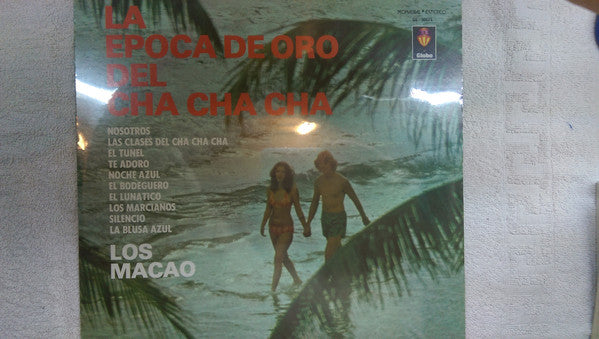 LA
EPOCA DE ORO
DEL
CHA CHA CHA
Globo
NOSOTROS
LAS CLASES DEL CHA CHA CHA
EL TUNEL
TE ADORO
NOCHE AZUL
EL BODEGUERO
EL LUNATICO
LOS MARCIANOS
SILENCIO
LA BLUSA AZUL
LOS
MACAO